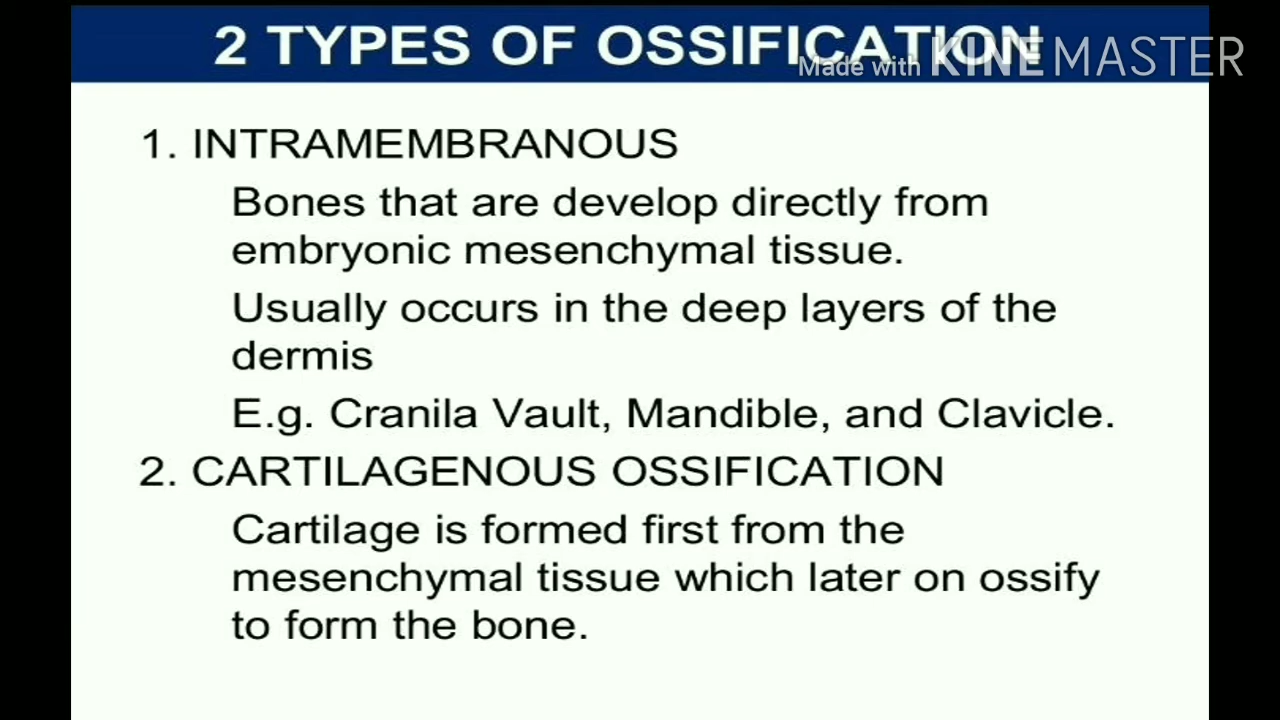 2 TYPES OF OSSIFICATION
Made with KINEMASTER
1. INTRAMEMBRANOUS
Bones that are develop directly from
embryonic mesenchymal tissue.
Usually occurs in the deep layers of the
dermis
E.g. Cranila Vault, Mandible, and Clavicle.
2. CARTILAGENOUS OSSIFICATION
Cartilage is formed first from the
mesenchymal tissue which later on ossify
to form the bone.